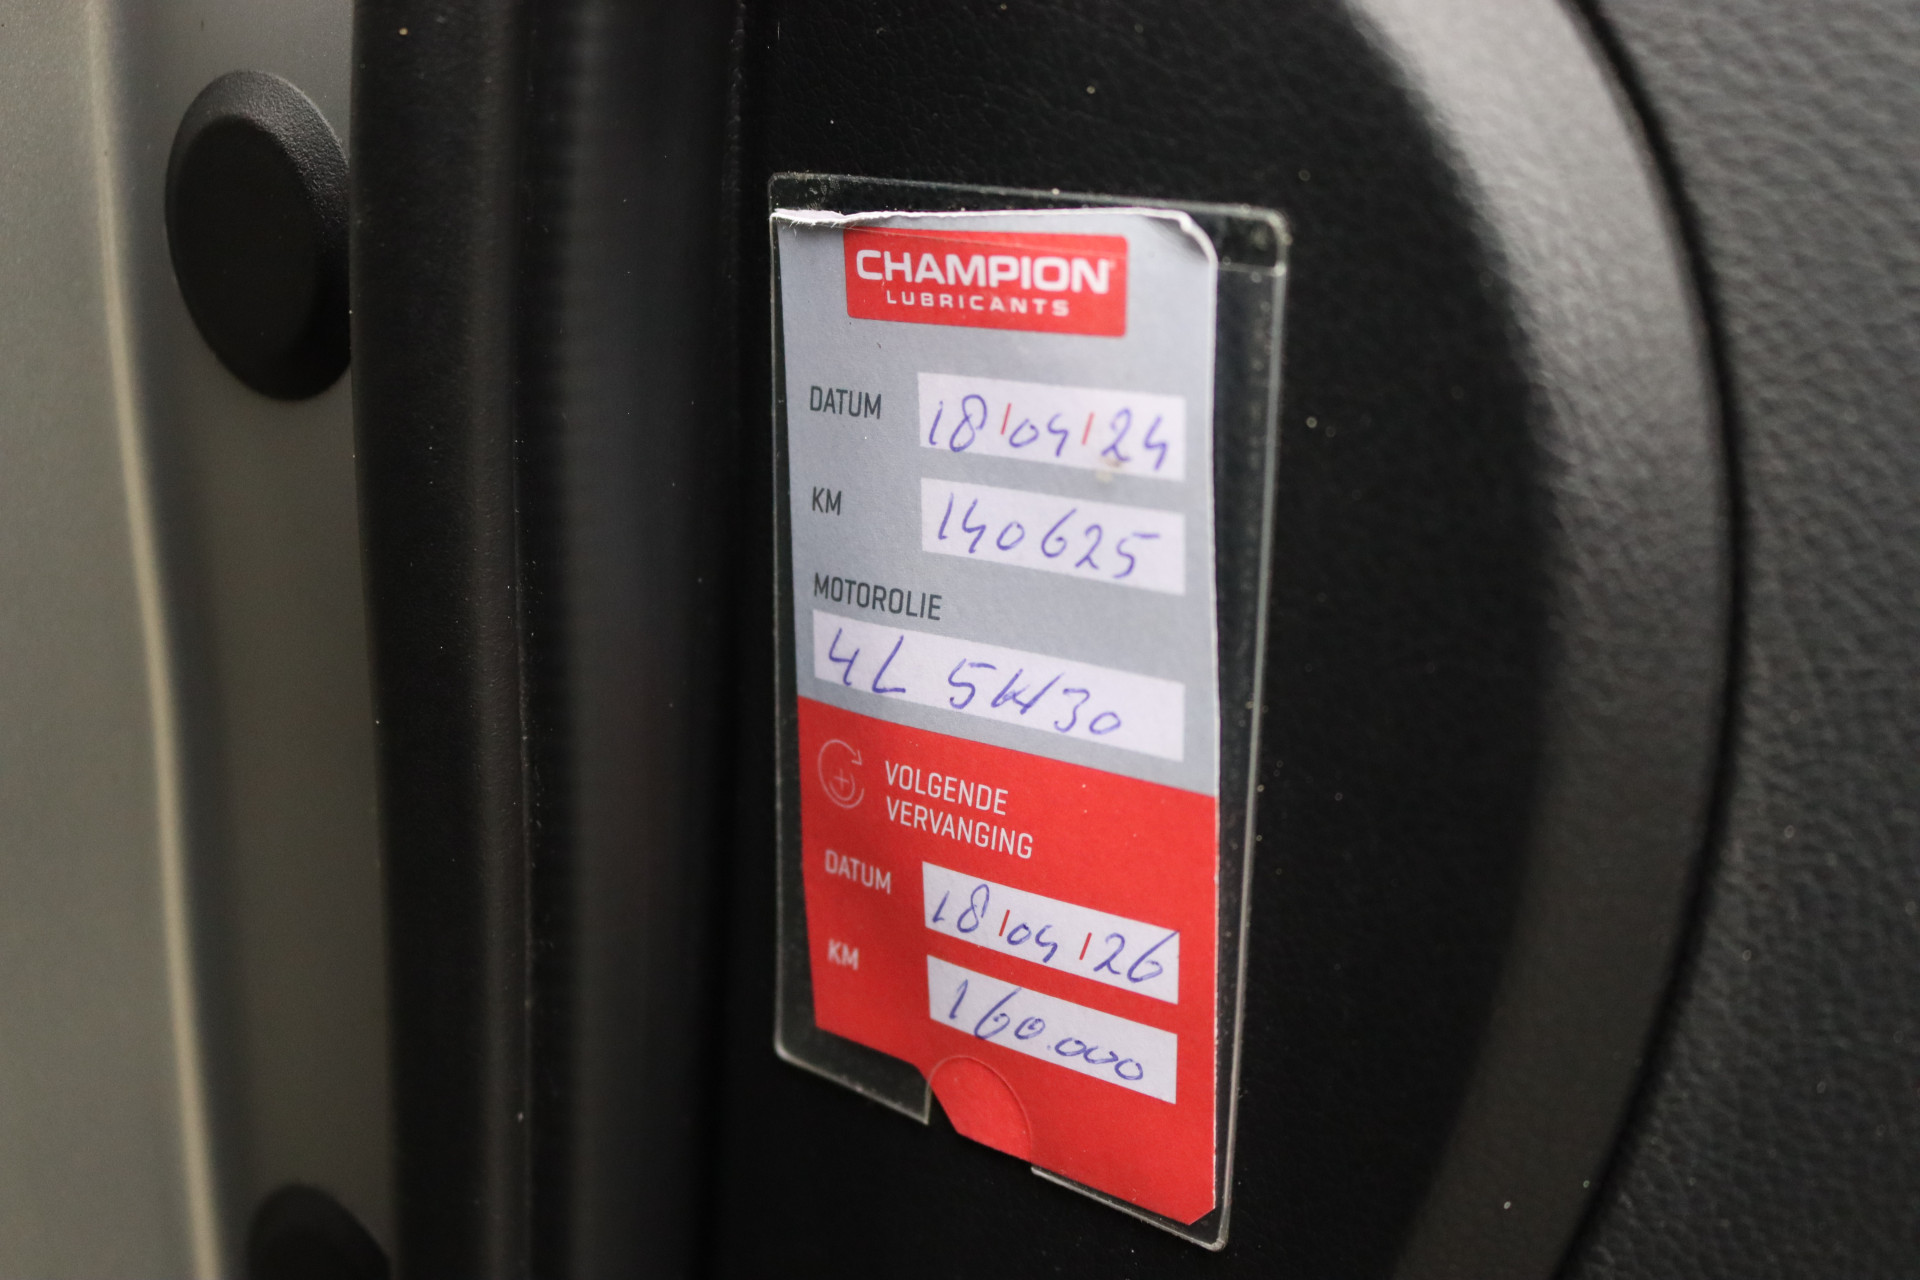 CHAMPION
LUBRICANTS
DATUM 18/04/24
KM 140625
MOTOROLIE
4L 5W30
VOLGENDE
VERVANGING
DATUM 18/04/26
KM 160.000